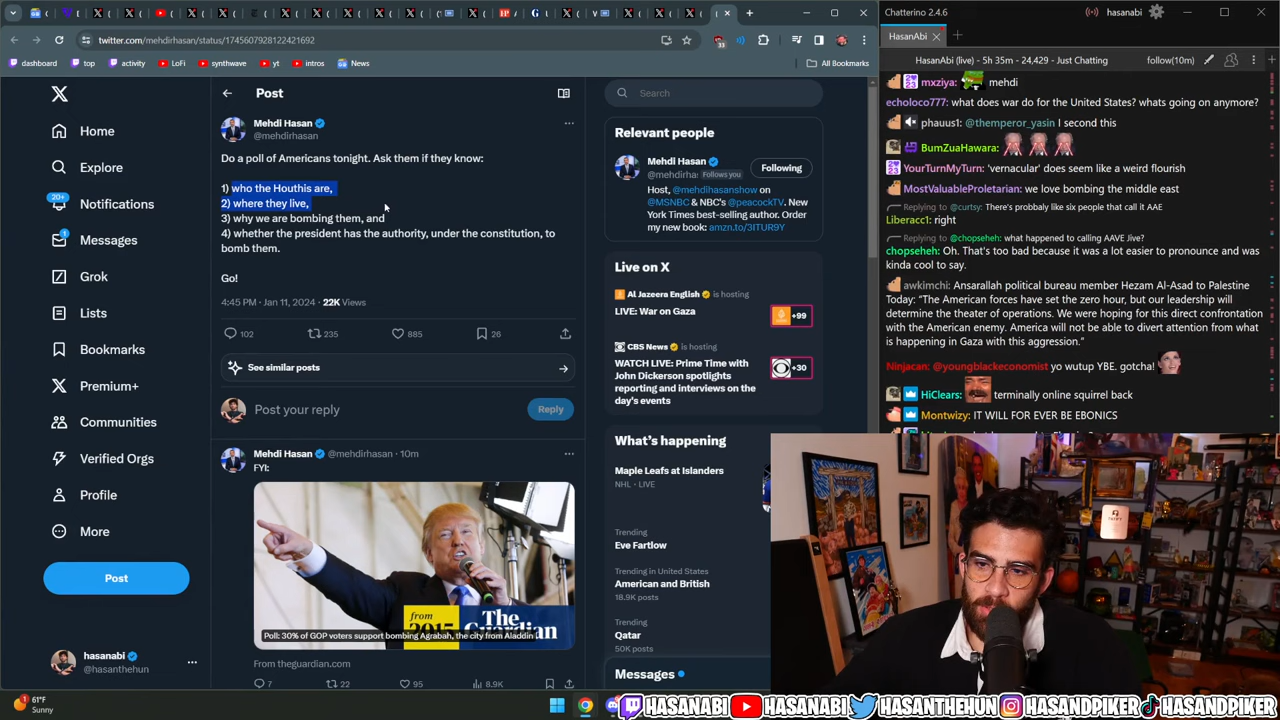 Chatterino 2.4.6
hasanabi
HasanAbi
twitter.com/mehdirhasan/status/1745607928122421692
33
dashboard
top
activity
LoFi
synthwave
yt
intros
News
All Bookmarks
HasanAbi (live) - 5h 35m - 24,429 - Just Chatting
follow(10m)
Home
Explore
20+
Notifications
1
Messages
Grok
Lists
Bookmarks
Premium+
Communities
Verified Orgs
Profile
More
Post
hasanabi
@hasanthehun
Post
Mehdi Hasan
@mehdirhasan
Do a poll of Americans tonight. Ask them if they know:
1) who the Houthis are,
2) where they live,
3) why we are bombing them, and
4) whether the president has the authority, under the constitution, to
bomb them.
Go!
4:45 PM · Jan 11, 2024 · 22K Views
102
235
885
26
See similar posts
Post your reply
Reply
Mehdi Hasan @mehdirhasan · 10m
FYI:
from
2015
The
Guardian
Poll: 30% of GOP voters support bombing Agrabah, the city from Aladdin
From theguardian.com
7
22
95
8.9K
Search
Relevant people
Mehdi Hasan
@mehdirhas
Follows you
Following
Host, @mehdihasanshow on
@MSNBC & NBC's @peacockTV. New
York Times best-selling author. Order
my new book: amzn.to/3ITUR9Y
Live on X
Al Jazeera English is hosting
LIVE: War on Gaza
+99
CBS News is hosting
WATCH LIVE: Prime Time with
John Dickerson spotlights
reporting and interviews on the
day's events
+30
What's happening
Maple Leafs at Islanders
NHL · LIVE
Trending
Eve Fartlow
Trending in United States
American and British
18.9K posts
Trending
Qatar
50K posts
Messages
mxziya: mehdi
echoloco777: what does war do for the United States? whats going on anymore?
phauus1: @themperor_yasin I second this
BumZuaHawara:
YourTurnMyTurn: 'vernacular' does seem like a weird flourish
MostValuableProletarian: we love bombing the middle east
Replying to @curtsy: There's probbaly like six people that call it AAE
Liberacc1: right
Replying to @chopseheh: what happened to calling AAVE Jive?
chopseheh: Oh. That's too bad because it was a lot easier to pronounce and was
kinda cool to say.
awkimchi: Ansarallah political bureau member Hezam Al-Asad to Palestine
Today: "The American forces have set the zero hour, but our leadership will
determine the theater of operations. We were hoping for this direct confrontation
with the American enemy. America will not be able to divert attention from what
is happening in Gaza with this aggression."
Ninjacan: @youngblackeconomist yo wutup YBE. gotcha!
HiClears: terminally online squirrel back
Montwizy: IT WILL FOR EVER BE EBONICS
61°F
Sunny
HASANABI
HASANABI
HASANTHEHUN
HASANDPIKER
HASANDPIKER